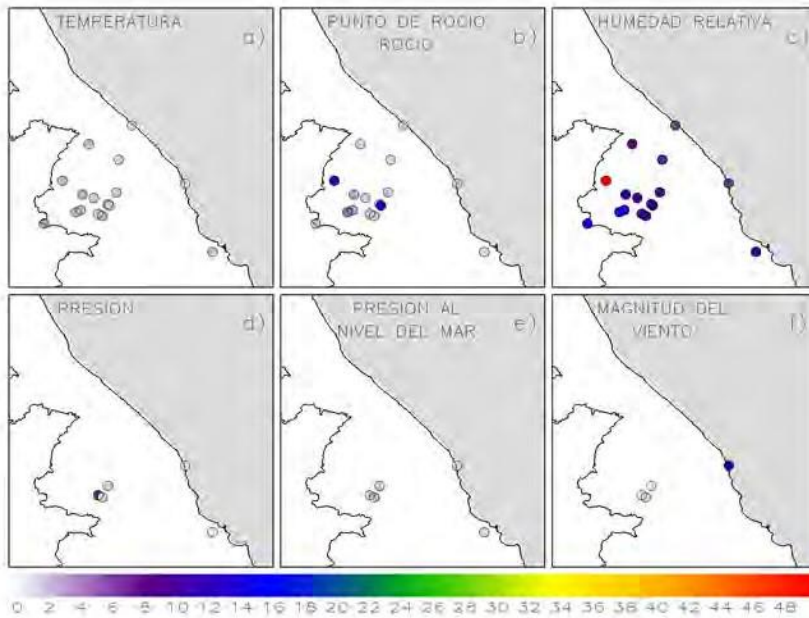 TEMPERATURA
a)
PUNTO DE ROCIO
ROCIO
b)
HUMEDAD RELATIVA
c)
PRESION
d)
PRESION AL
NIVEL DEL MAR
e)
MAGNITUD DEL
VIENTO
f)
0 2 4 6 8 10 12 14 16 18 20 22 24 26 28 30 32 34 36 38 40 42 44 46 48